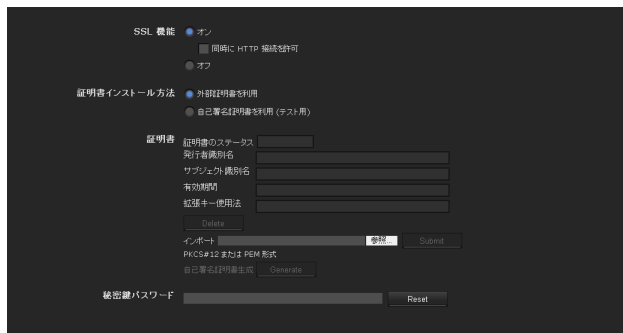 SSL 機能 オン
同時に HTTP 接続を許可
オフ
証明書インストール方法 外部証明書を利用
自己署名証明書を利用 (テスト用)
証明書 証明書のステータス
発行者識別名
サブジェクト識別名
有効期間
拡張キー使用法
Delete
インポート 参照... Submit
PKCS#12 または PEM 形式
自己署名証明書生成 Generate
秘密鍵パスワード Reset